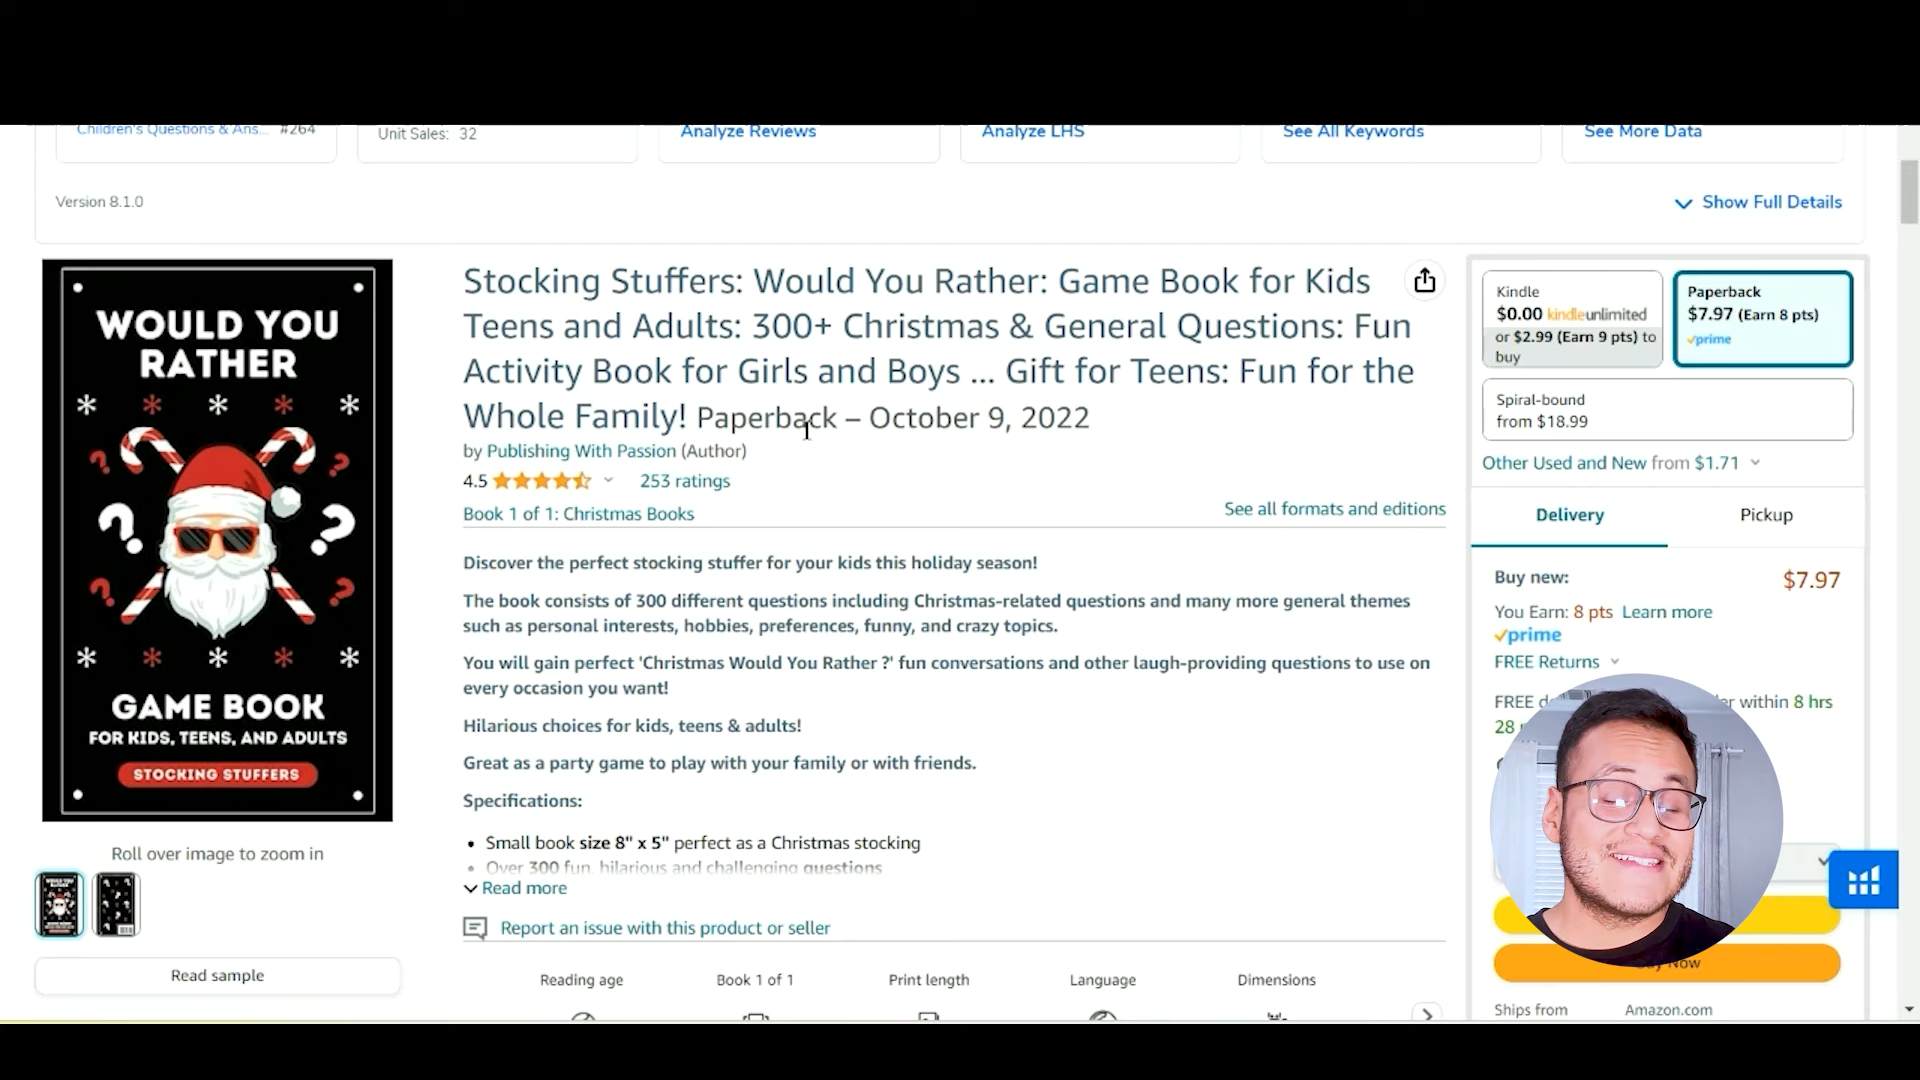 Children's Questions & Ans... #264
Unit Sales: 32
Analyze Reviews
Analyze LHS
See All Keywords
See More Data
Version 8.1.0
Show Full Details
WOULD YOU
RATHER
GAME BOOK
FOR KIDS, TEENS, AND ADULTS
STOCKING STUFFERS
Roll over image to zoom in
Read sample
Stocking Stuffers: Would You Rather: Game Book for Kids
Teens and Adults: 300+ Christmas & General Questions: Fun
Activity Book for Girls and Boys ... Gift for Teens: Fun for the
Whole Family! Paperback – October 9, 2022
by Publishing With Passion (Author)
4.5 253 ratings
Book 1 of 1: Christmas Books
See all formats and editions
Discover the perfect stocking stuffer for your kids this holiday season!
The book consists of 300 different questions including Christmas-related questions and many more general themes
such as personal interests, hobbies, preferences, funny, and crazy topics.
You will gain perfect 'Christmas Would You Rather ?' fun conversations and other laugh-providing questions to use on
every occasion you want!
Hilarious choices for kids, teens & adults!
Great as a party game to play with your family or with friends.
Specifications:
• Small book size 8" x 5" perfect as a Christmas stocking
• Over 300 fun, hilarious and challenging questions
Read more
Report an issue with this product or seller
Reading age
Book 1 of 1
Print length
Language
Dimensions
Kindle
$0.00 kindleunlimited
or $2.99 (Earn 9 pts) to
buy
Paperback
$7.97 (Earn 8 pts)
prime
Spiral-bound
from $18.99
Other Used and New from $1.71
Delivery
Pickup
Buy new:
$7.97
You Earn: 8 pts Learn more
prime
FREE Returns
FREE
within 8 hrs
28
Now
Ships from
Amazon.com